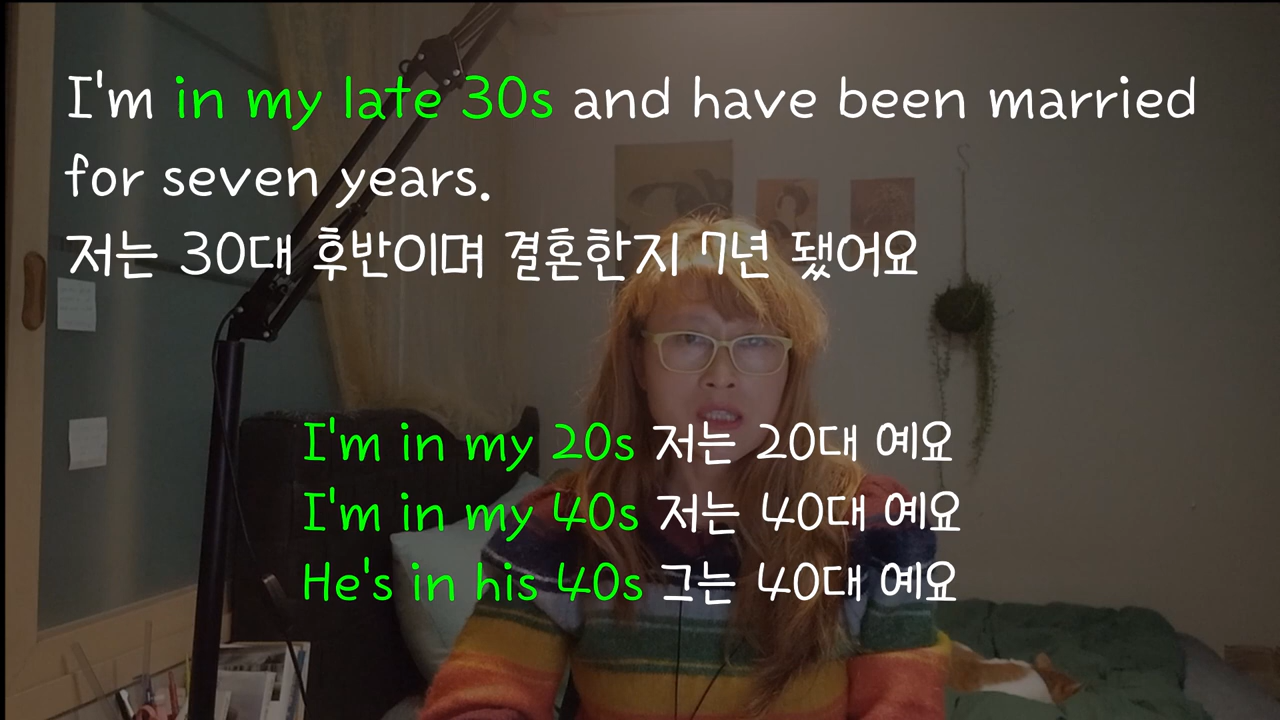 I'm in my late 30s and have been married
for seven years.
저는 30대 후반이며 결혼한지 7년 됐어요
I'm in my 20s 저는 20대 예요
I'm in my 40s 저는 40대 예요
He's in his 40s 그는 40대 예요